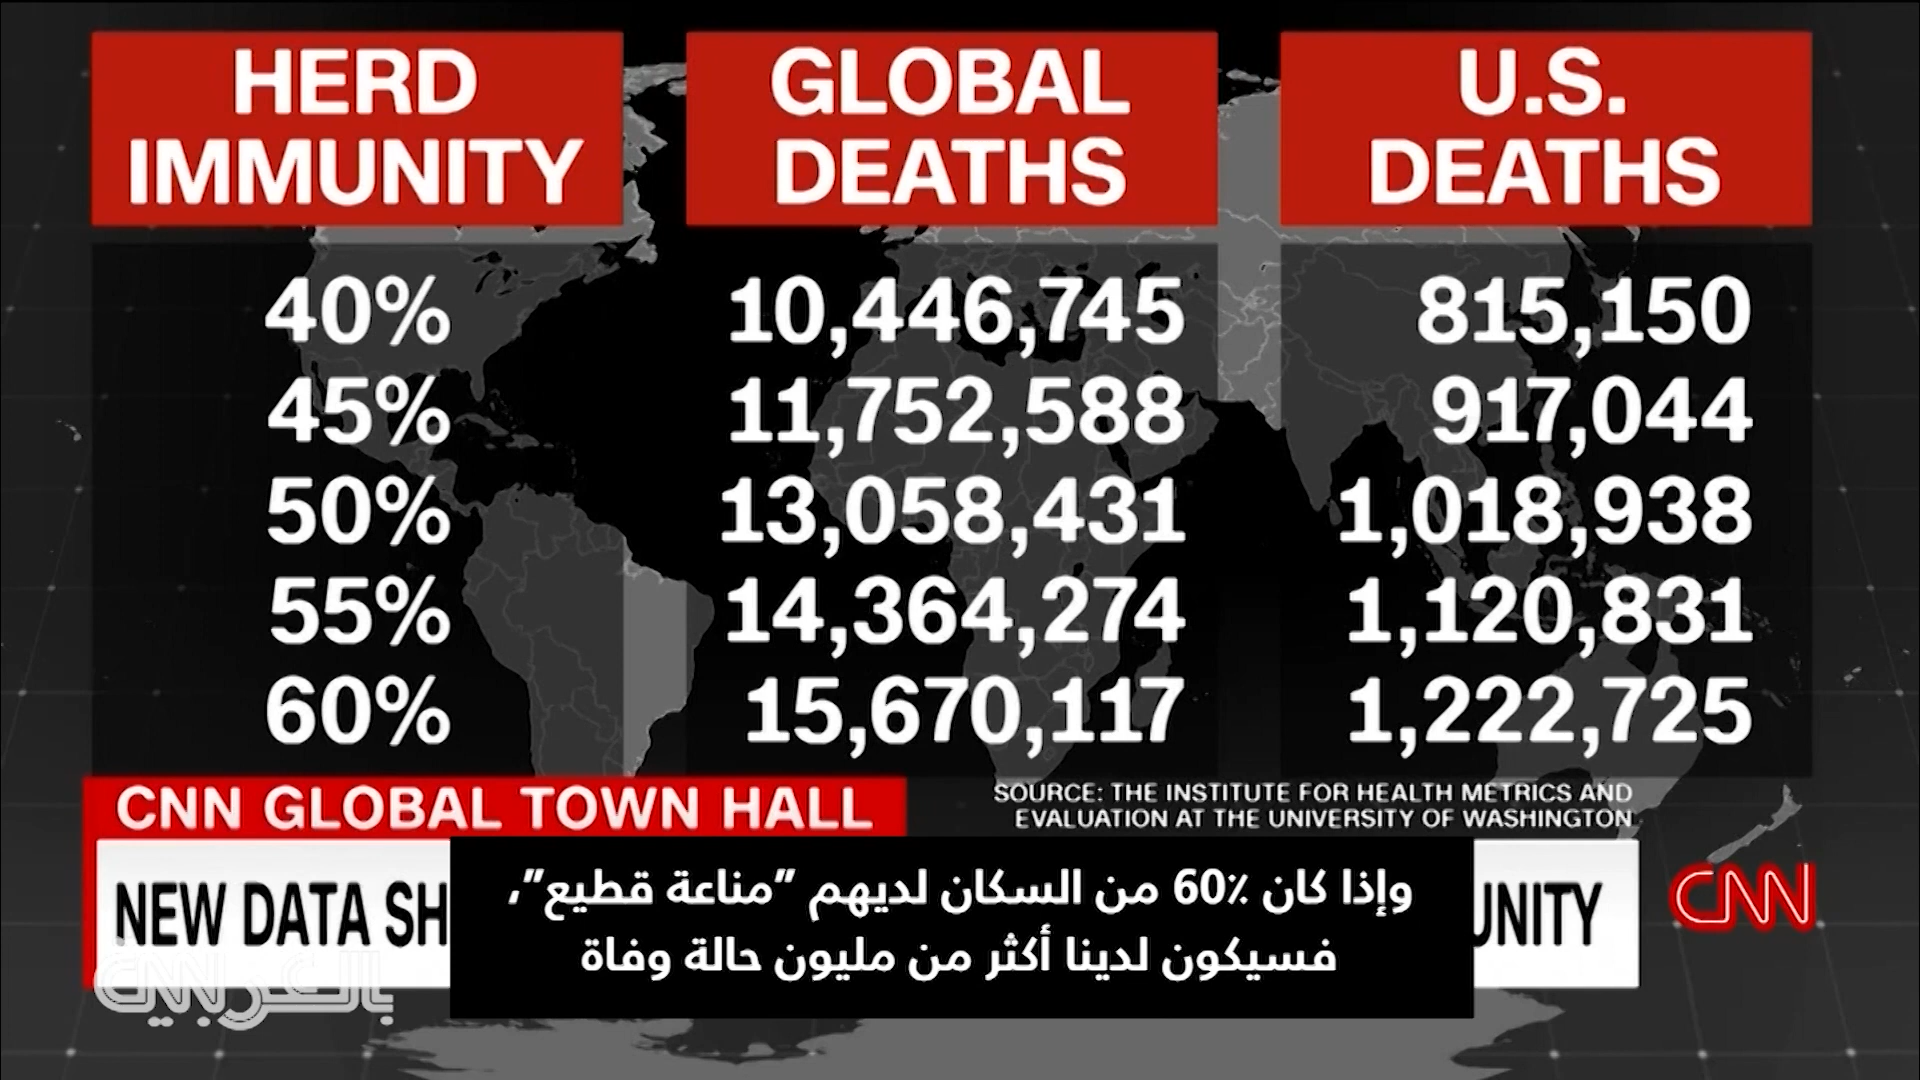 HERD
IMMUNITY
GLOBAL
DEATHS
U.S.
DEATHS
40% 10,446,745 815,150
45% 11,752,588 917,044
50% 13,058,431 1,018,938
55% 14,364,274 1,120,831
60% 15,670,117 1,222,725
CNN GLOBAL TOWN HALL
SOURCE: THE INSTITUTE FOR HEALTH METRICS AND
EVALUATION AT THE UNIVERSITY OF WASHINGTON
NEW DATA SH
UNITY
وإذا كان 60٪ من السكان لديهم ”مناعة قطيع”،
فسيكون لدينا أكثر من مليون حالة وفاة
CNN
CNN بالعربية